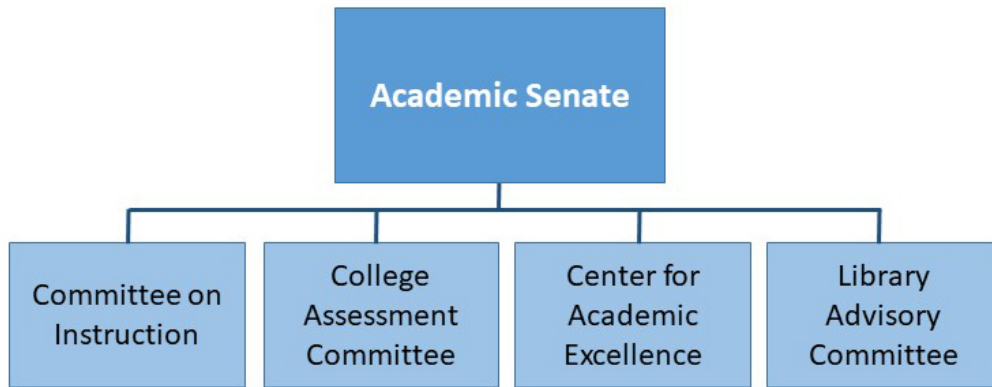 Academic Senate
Committee on
Instruction
College
Assessment
Committee
Center for
Academic
Excellence
Library
Advisory
Committee